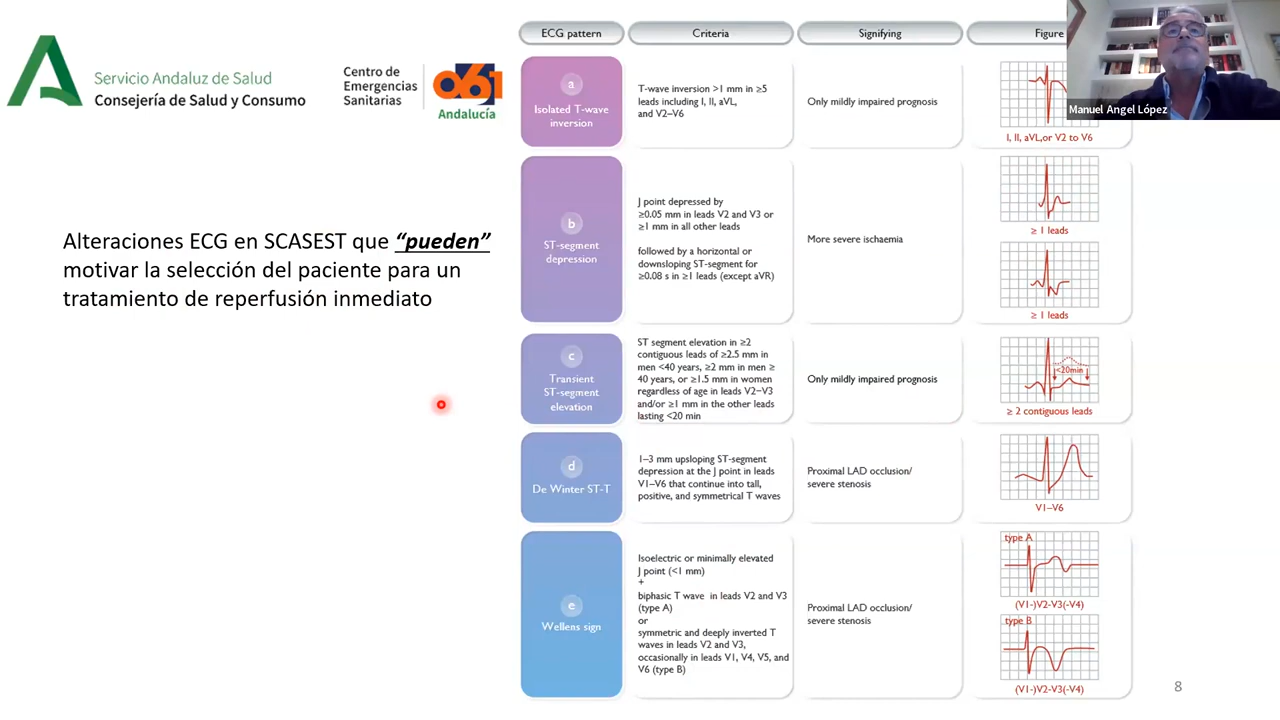 Servicio Andaluz de Salud
Consejería de Salud y Consumo
Centro de
Emergencias
Sanitarias
061
Andalucía
Alteraciones ECG en SCASEST que “pueden”
motivar la selección del paciente para un
tratamiento de reperfusión inmediato
ECG pattern
Criteria
Signifying
Figure
a
Isolated T-wave
inversion
T-wave inversion >1 mm in ≥5
leads including I, II, aVL,
and V2–V6
Only mildly impaired prognosis
I, II, aVL,or V2 to V6
b
ST-segment
depression
J point depressed by
≥0.05 mm in leads V2 and V3 or
≥1 mm in all other leads
followed by a horizontal or
downsloping ST-segment for
≥0.08 s in ≥1 leads (except aVR)
More severe ischaemia
≥ 1 leads
≥ 1 leads
c
Transient
ST-segment
elevation
ST segment elevation in ≥2
contiguous leads of ≥2.5 mm in
men <40 years, ≥2 mm in men ≥
40 years, or ≥1.5 mm in women
regardless of age in leads V2–V3
and/or ≥1 mm in the other leads
lasting <20 min
Only mildly impaired prognosis
<20min
≥ 2 contiguous leads
d
De Winter ST-T
1–3 mm upsloping ST-segment
depression at the J point in leads
V1–V6 that continue into tall,
positive, and symmetrical T waves
Proximal LAD occlusion/
severe stenosis
V1–V6
e
Wellens sign
Isoelectric or minimally elevated
J point (<1 mm)
+
biphasic T wave in leads V2 and V3
(type A)
or
symmetric and deeply inverted T
waves in leads V2 and V3,
occasionally in leads V1, V4, V5, and
V6 (type B)
Proximal LAD occlusion/
severe stenosis
type A
(V1-)V2-V3(-V4)
type B
(V1-)V2-V3(-V4)
Manuel Angel López
8